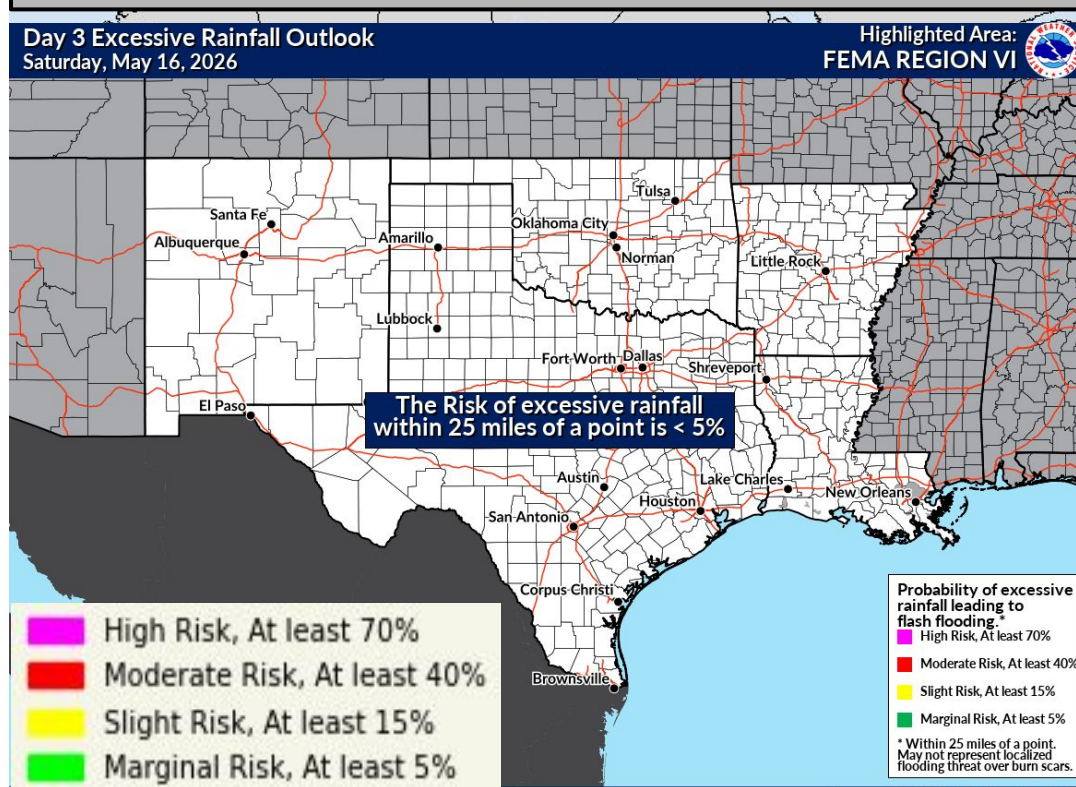 Day 3 Excessive Rainfall Outlook
Saturday, May 16, 2026
Highlighted Area:
FEMA REGION VI
Tulsa
Santa Fe
Oklahoma City
Albuquerque
Amarillo
Norman
Little Rock
Lubbock
Fort Worth
Dallas
Shreveport
El Paso
The Risk of excessive rainfall
within 25 miles of a point is < 5%
Austin
Lake Charles
Houston
New Orleans
San Antonio
Corpus Christi
Brownsville
High Risk, At least 70%
Moderate Risk, At least 40%
Slight Risk, At least 15%
Marginal Risk, At least 5%
Probability of excessive
rainfall leading to
flash flooding.*
High Risk, At least 70%
Moderate Risk, At least 40%
Slight Risk, At least 15%
Marginal Risk, At least 5%
* Within 25 miles of a point.
May not represent localized
flooding threat over burn scars.